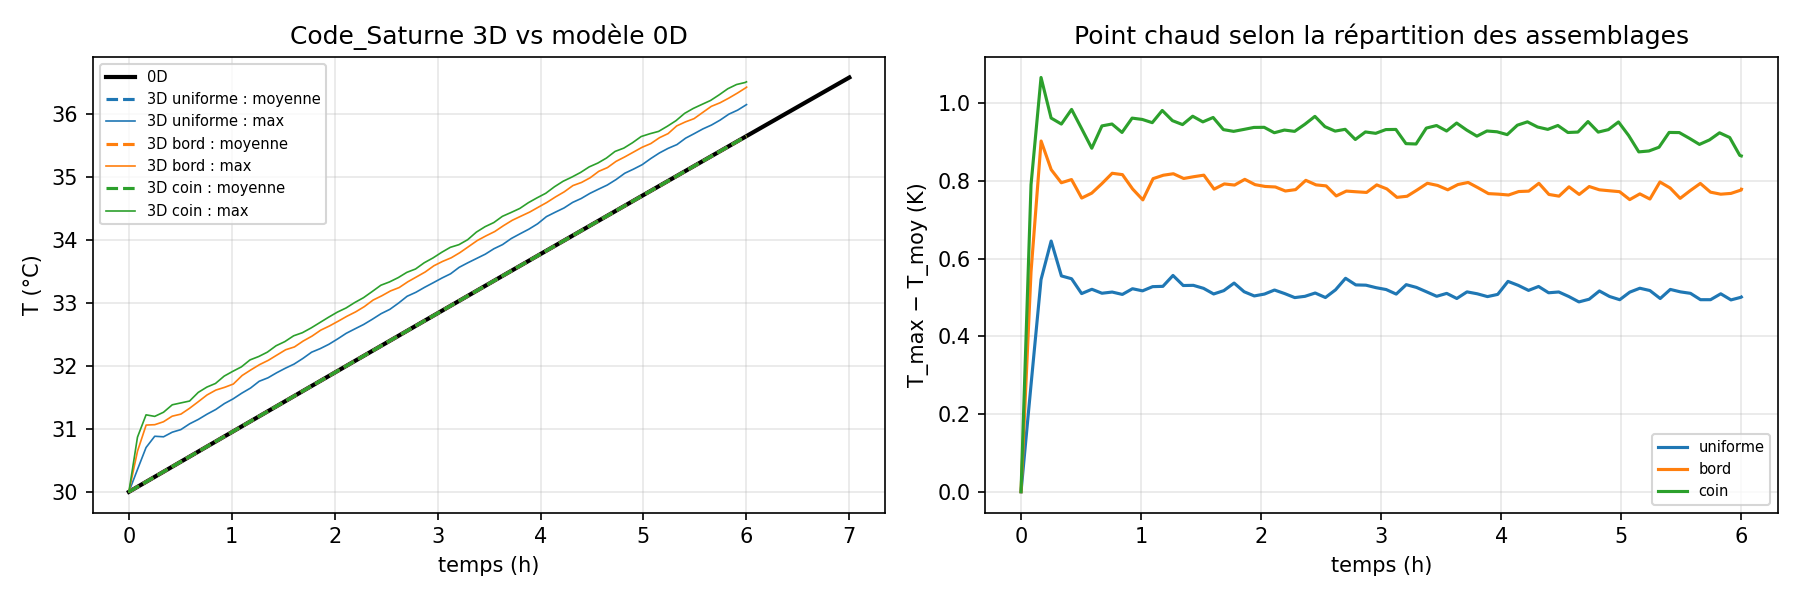 Code_Saturne 3D vs modèle 0D
T (°C)
36
35
34
33
32
31
30
0D
3D uniforme : moyenne
3D uniforme : max
3D bord : moyenne
3D bord : max
3D coin : moyenne
3D coin : max
0 1 2 3 4 5 6 7
temps (h)
Point chaud selon la répartition des assemblages
T_max − T_moy (K)
1.0
0.8
0.6
0.4
0.2
0.0
uniforme
bord
coin
0 1 2 3 4 5 6
temps (h)